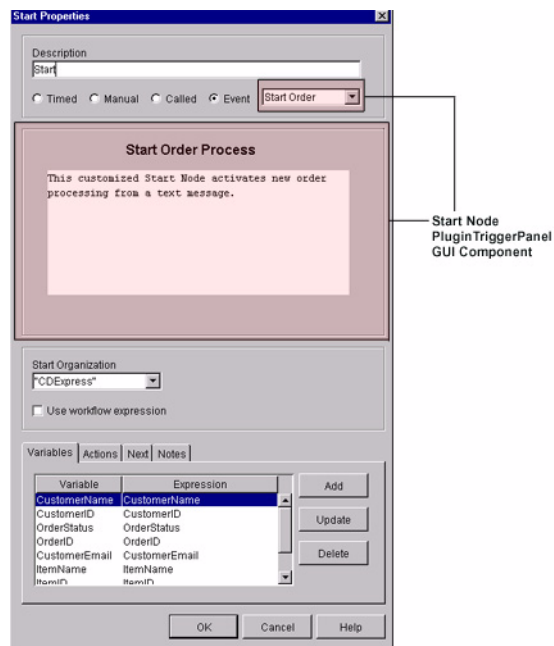 Start Properties
Description
Start
Timed Manual Called Event Start Order
Start Order Process
This customized Start Node activates new order
processing from a text message.
Start Node
PluginTriggerPanel
GUI Component
Start Organization
"CDExpress"
Use workflow expression
Variables Actions Next Notes
Variable Expression
CustomerName CustomerName
CustomerID CustomerID
OrderStatus OrderStatus
OrderID OrderID
CustomerEmail CustomerEmail
ItemName ItemName
ItemID ItemID
Add
Update
Delete
OK Cancel Help